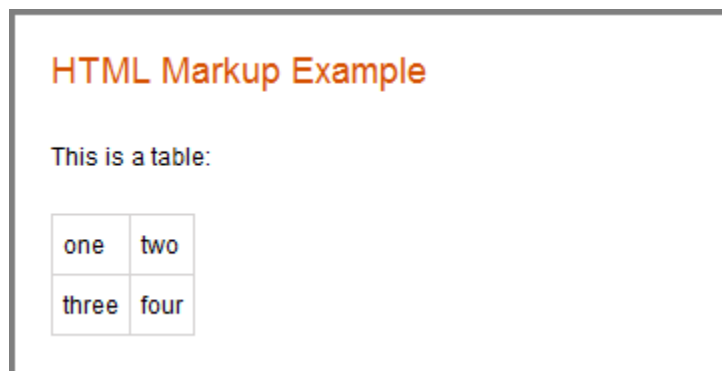 HTML Markup Example
This is a table:
one two
three four